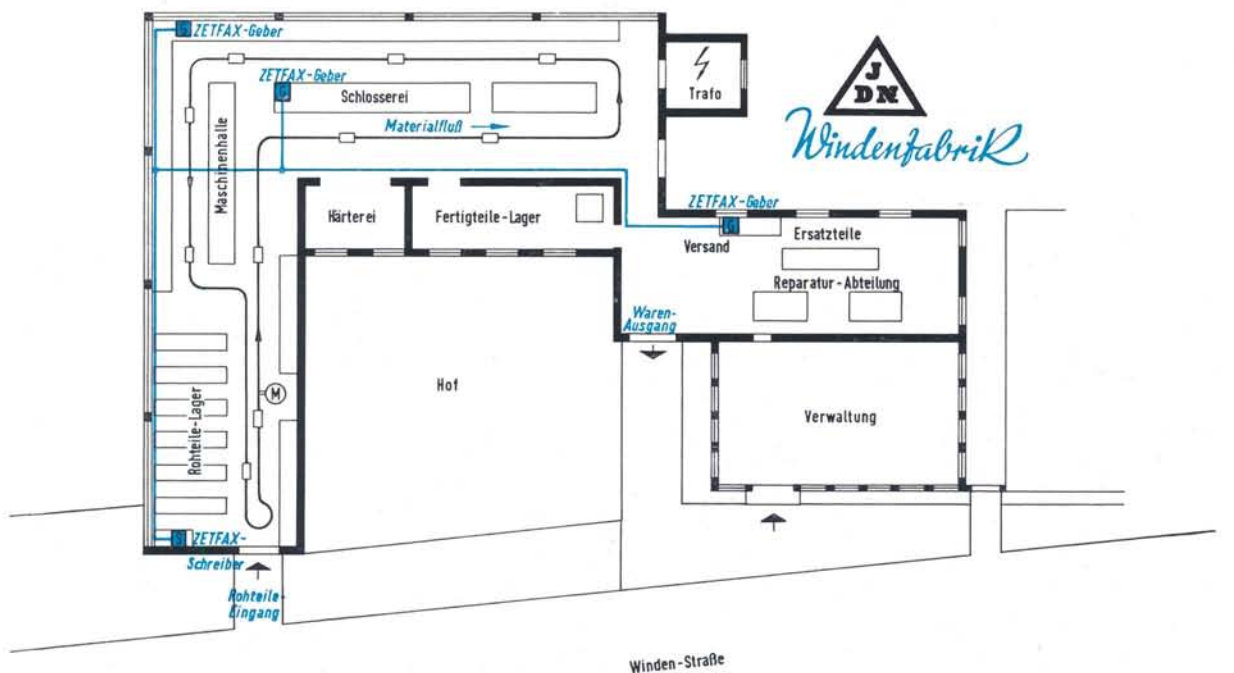 G ZETFAX-Geber
ZETFAX-Geber
G
Schlosserei
Materialfluß
Maschinenhalle
Trafo
J
DN
Windenfabrik
Härterei
Fertigteile-Lager
ZETFAX-Geber
G
Versand
Ersatzteile
Reparatur-Abteilung
Waren-
Ausgang
Hof
M
Rohteile-Lager
Verwaltung
S ZETFAX-
Schreiber
Rohteile-
Eingang
Winden-Straße